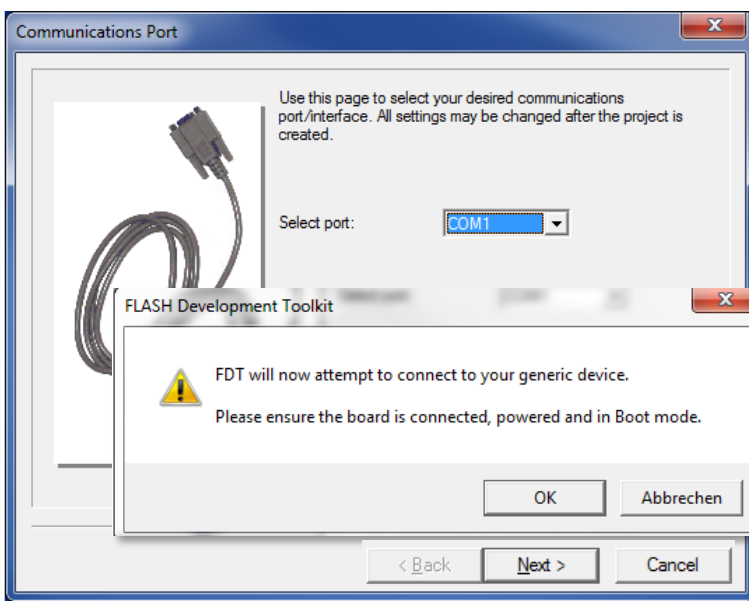 Communications Port
Use this page to select your desired communications
port/interface. All settings may be changed after the project is
created.
Select port:
COM1
FLASH Development Toolkit
FDT will now attempt to connect to your generic device.
Please ensure the board is connected, powered and in Boot mode.
OK
Abbrechen
< Back
Next >
Cancel